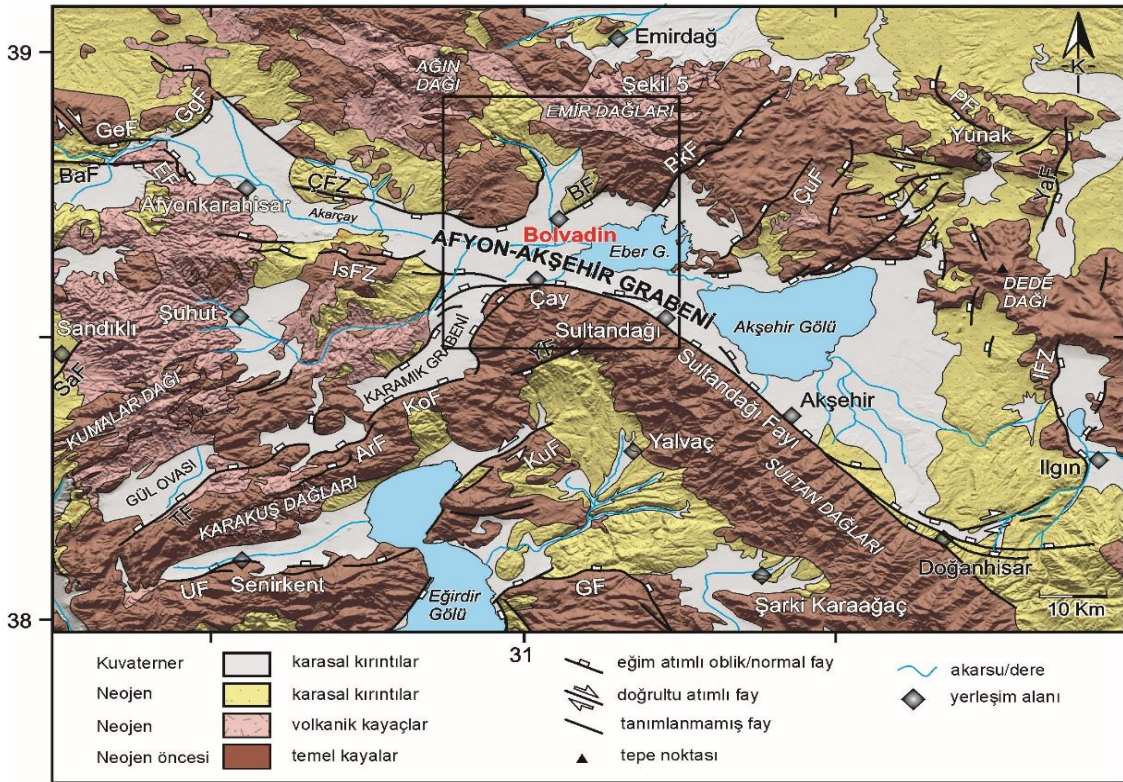 39
38
31
Emirdağ
AĞIN
DAĞI
Şekil 5
EMİR DAĞLARI
K
GeF
GgF
BaF
EF
ÇFZ
Afyonkarahisar
Akarçay
BF
BkF
Bolvadin
Yunak
PF
ÇuF
YaF
AFYON-AKŞEHİR GRABENİ
Eber G.
IsFZ
Şuhut
Çay
Sultandağı
Akşehir Gölü
DEDE
DAĞI
Sandıklı
SaF
KUMALAR DAĞI
KARAMIK GRABENİ
KoF
Sultandağı Fayı
Akşehir
IFZ
Ilgın
ArF
KuF
Yalvaç
GÜL OVASI
TF
KARAKUŞ DAĞLARI
SULTAN DAĞLARI
Doğanhisar
UF
Senirkent
Eğirdir
Gölü
GF
Şarki Karaağaç
10 Km
Kuvaterner karasal kırıntılar
Neojen karasal kırıntılar
Neojen volkanik kayaçlar
Neojen öncesi temel kayalar
eğim atımlı oblik/normal fay
doğrultu atımlı fay
tanımlanmamış fay
tepe noktası
akarsu/dere
yerleşim alanı